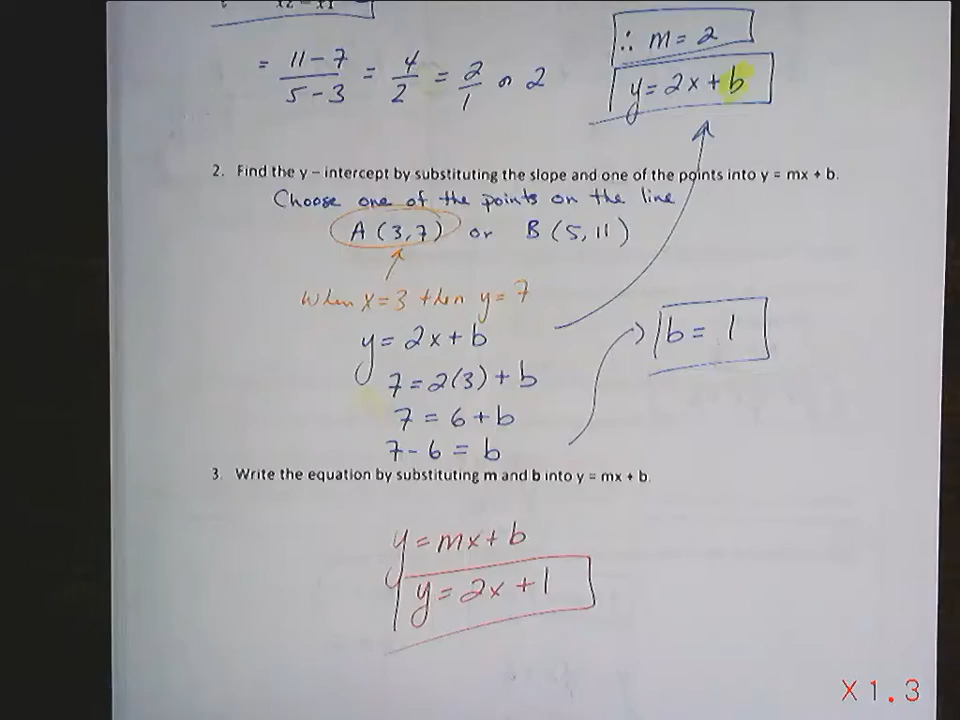 x2 − x1
∴ m = 2
= 11 − 7 / 5 − 3 = 4/2 = 2/1 or 2
y = 2x + b
2. Find the y – intercept by substituting the slope and one of the points into y = mx + b.
Choose one of the points on the line
A (3,7) or B (5,11)
When x = 3 then y = 7
y = 2x + b
b = 1
7 = 2(3) + b
7 = 6 + b
7 - 6 = b
3. Write the equation by substituting m and b into y = mx + b.
y = mx + b
y = 2x + 1
X1.3